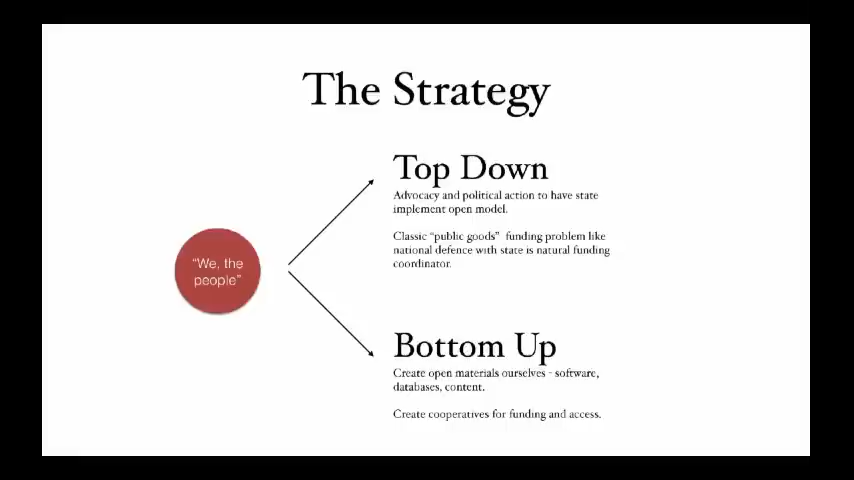 The Strategy
Top Down
Advocacy and political action to have state
implement open model.
Classic “public goods” funding problem like
national defence with state is natural funding
coordinator.
“We, the
people”
Bottom Up
Create open materials ourselves - software,
databases, content.
Create cooperatives for funding and access.